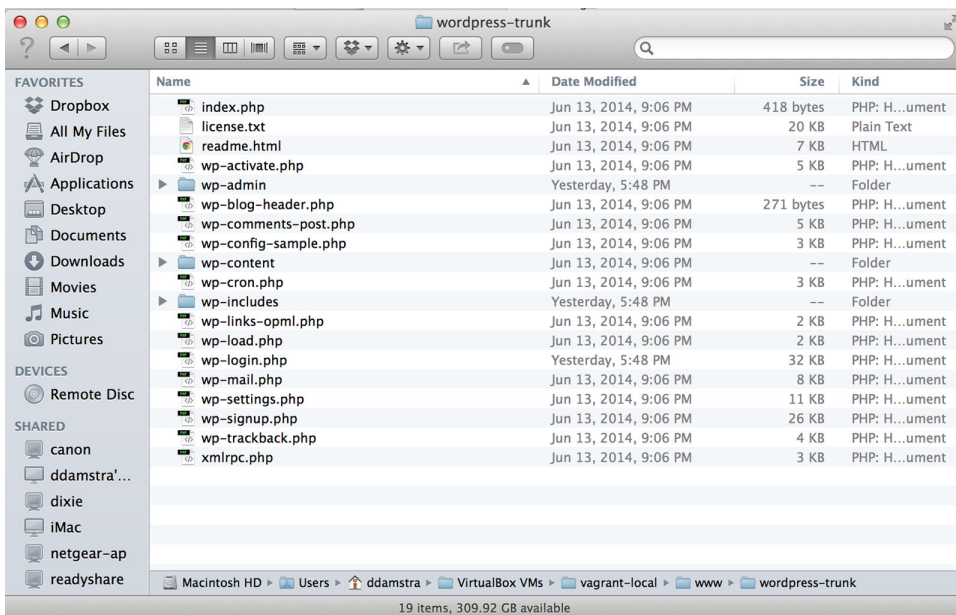 wordpress-trunk
FAVORITES
Dropbox
All My Files
AirDrop
Applications
Desktop
Documents
Downloads
Movies
Music
Pictures
DEVICES
Remote Disc
SHARED
canon
ddamstra'...
dixie
iMac
netgear-ap
readyshare
Name Date Modified Size Kind
index.php Jun 13, 2014, 9:06 PM 418 bytes PHP: H...ument
license.txt Jun 13, 2014, 9:06 PM 20 KB Plain Text
readme.html Jun 13, 2014, 9:06 PM 7 KB HTML
wp-activate.php Jun 13, 2014, 9:06 PM 5 KB PHP: H...ument
wp-admin Yesterday, 5:48 PM -- Folder
wp-blog-header.php Jun 13, 2014, 9:06 PM 271 bytes PHP: H...ument
wp-comments-post.php Jun 13, 2014, 9:06 PM 5 KB PHP: H...ument
wp-config-sample.php Jun 13, 2014, 9:06 PM 3 KB PHP: H...ument
wp-content Jun 13, 2014, 9:06 PM -- Folder
wp-cron.php Jun 13, 2014, 9:06 PM 3 KB PHP: H...ument
wp-includes Yesterday, 5:48 PM -- Folder
wp-links-opml.php Jun 13, 2014, 9:06 PM 2 KB PHP: H...ument
wp-load.php Jun 13, 2014, 9:06 PM 2 KB PHP: H...ument
wp-login.php Yesterday, 5:48 PM 32 KB PHP: H...ument
wp-mail.php Jun 13, 2014, 9:06 PM 8 KB PHP: H...ument
wp-settings.php Jun 13, 2014, 9:06 PM 11 KB PHP: H...ument
wp-signup.php Jun 13, 2014, 9:06 PM 26 KB PHP: H...ument
wp-trackback.php Jun 13, 2014, 9:06 PM 4 KB PHP: H...ument
xmlrpc.php Jun 13, 2014, 9:06 PM 3 KB PHP: H...ument
Macintosh HD Users ddamstra VirtualBox VMs vagrant-local www wordpress-trunk
19 items, 309.92 GB available